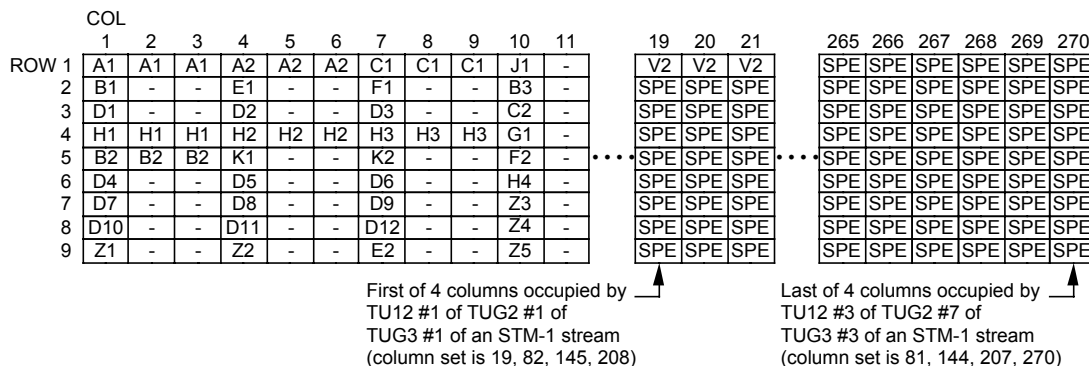 COL
1 2 3 4 5 6 7 8 9 10 11 19 20 21 265 266 267 268 269 270
ROW 1 A1 A1 A1 A2 A2 A2 C1 C1 C1 J1 - V2 V2 V2 SPE SPE SPE SPE SPE SPE
2 B1 - - E1 - - F1 - - B3 - SPE SPE SPE SPE SPE SPE SPE SPE SPE
3 D1 - - D2 - - D3 - - C2 - SPE SPE SPE SPE SPE SPE SPE SPE SPE
4 H1 H1 H1 H2 H2 H2 H3 H3 H3 G1 - SPE SPE SPE SPE SPE SPE SPE SPE SPE
5 B2 B2 B2 K1 - - K2 - - F2 - •••• SPE SPE SPE •••• SPE SPE SPE SPE SPE SPE
6 D4 - - D5 - - D6 - - H4 - SPE SPE SPE SPE SPE SPE SPE SPE SPE
7 D7 - - D8 - - D9 - - Z3 - SPE SPE SPE SPE SPE SPE SPE SPE SPE
8 D10 - - D11 - - D12 - - Z4 - SPE SPE SPE SPE SPE SPE SPE SPE SPE
9 Z1 - - Z2 - - E2 - - Z5 - SPE SPE SPE SPE SPE SPE SPE SPE SPE
First of 4 columns occupied by
TU12 #1 of TUG2 #1 of
TUG3 #1 of an STM-1 stream
(column set is 19, 82, 145, 208)
Last of 4 columns occupied by
TU12 #3 of TUG2 #7 of
TUG3 #3 of an STM-1 stream
(column set is 81, 144, 207, 270)